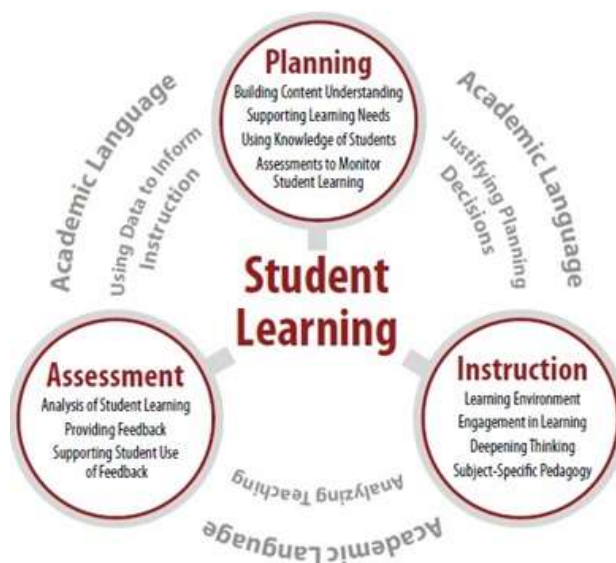 Planning
Building Content Understanding
Supporting Learning Needs
Using Knowledge of Students
Assessments to Monitor
Student Learning
Academic Language
Using Data to Inform
Instruction
Academic Language
Justifying Planning
Decisions
Student
Learning
Assessment
Analysis of Student Learning
Providing Feedback
Supporting Student Use
of Feedback
Instruction
Learning Environment
Engagement in Learning
Deepening Thinking
Subject-Specific Pedagogy
Analyzing Teaching
Academic Language